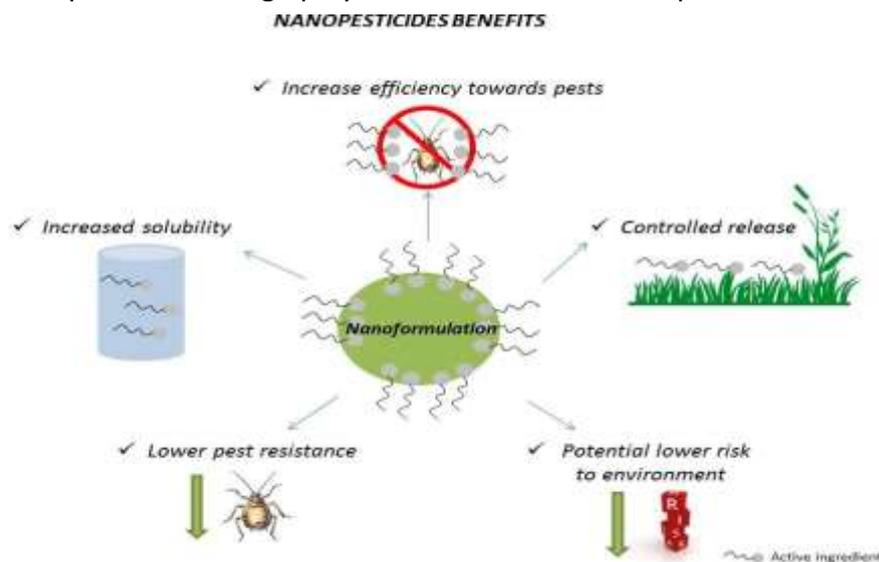 NANOPESTICIDES BENEFITS
✓ Increase efficiency towards pests
✓ Increased solubility
✓ Controlled release
Nanoformulation
✓ Lower pest resistance
✓ Potential lower risk
to environment
R
i
s
Active ingredient